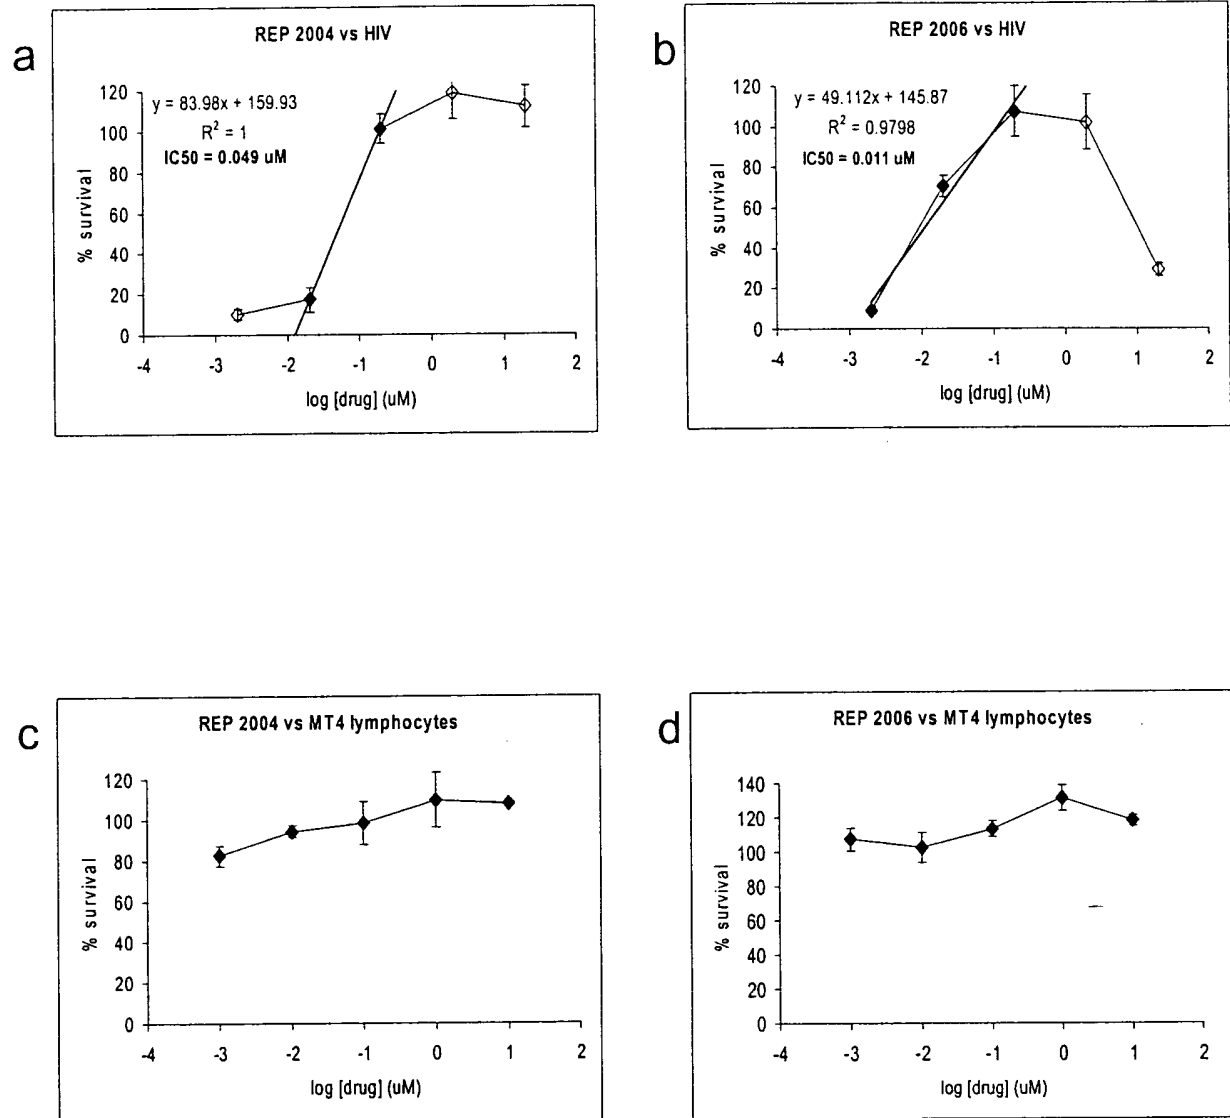 a
REP 2004 vs HIV
y = 83.98x + 159.93
R² = 1
IC50 = 0.049 uM
% survival
120
100
80
60
40
20
0
-4 -3 -2 -1 0 1 2
log [drug] (uM)
b
REP 2006 vs HIV
y = 49.112x + 145.87
R² = 0.9798
IC50 = 0.011 uM
% survival
120
100
80
60
40
20
0
-4 -3 -2 -1 0 1 2
log [drug] (uM)
c
REP 2004 vs MT4 lymphocytes
% survival
120
100
80
60
40
20
0
-4 -3 -2 -1 0 1 2
log [drug] (uM)
d
REP 2006 vs MT4 lymphocytes
% survival
140
120
100
80
60
40
20
0
-4 -3 -2 -1 0 1 2
log [drug] (uM)